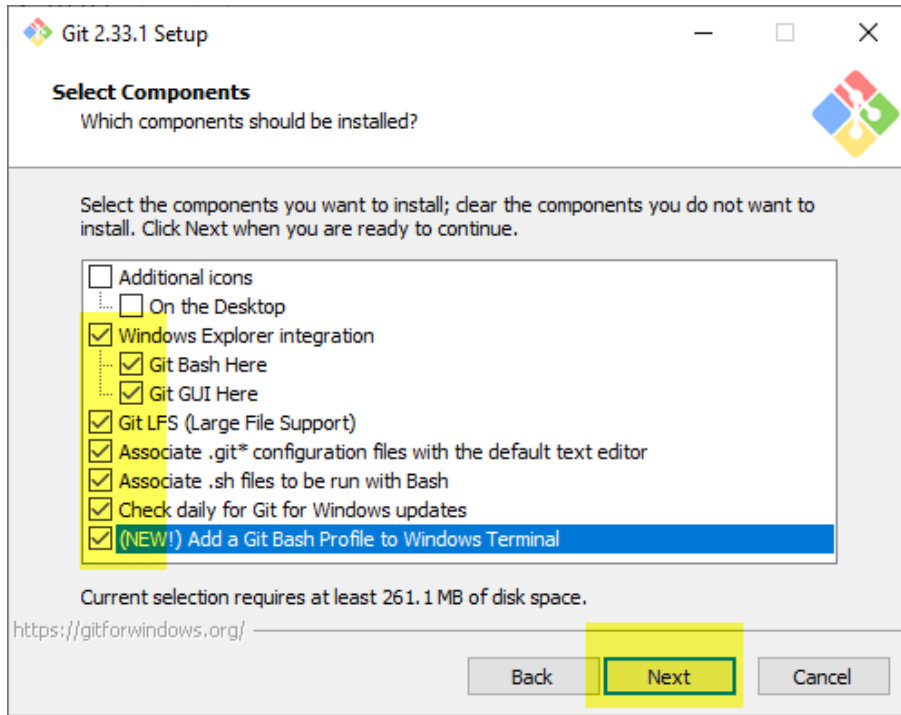 Git 2.33.1 Setup
Select Components
Which components should be installed?
Select the components you want to install; clear the components you do not want to
install. Click Next when you are ready to continue.
Additional icons
On the Desktop
Windows Explorer integration
Git Bash Here
Git GUI Here
Git LFS (Large File Support)
Associate .git* configuration files with the default text editor
Associate .sh files to be run with Bash
Check daily for Git for Windows updates
(NEW!) Add a Git Bash Profile to Windows Terminal
Current selection requires at least 261.1 MB of disk space.
https://gitforwindows.org/
Back Next Cancel